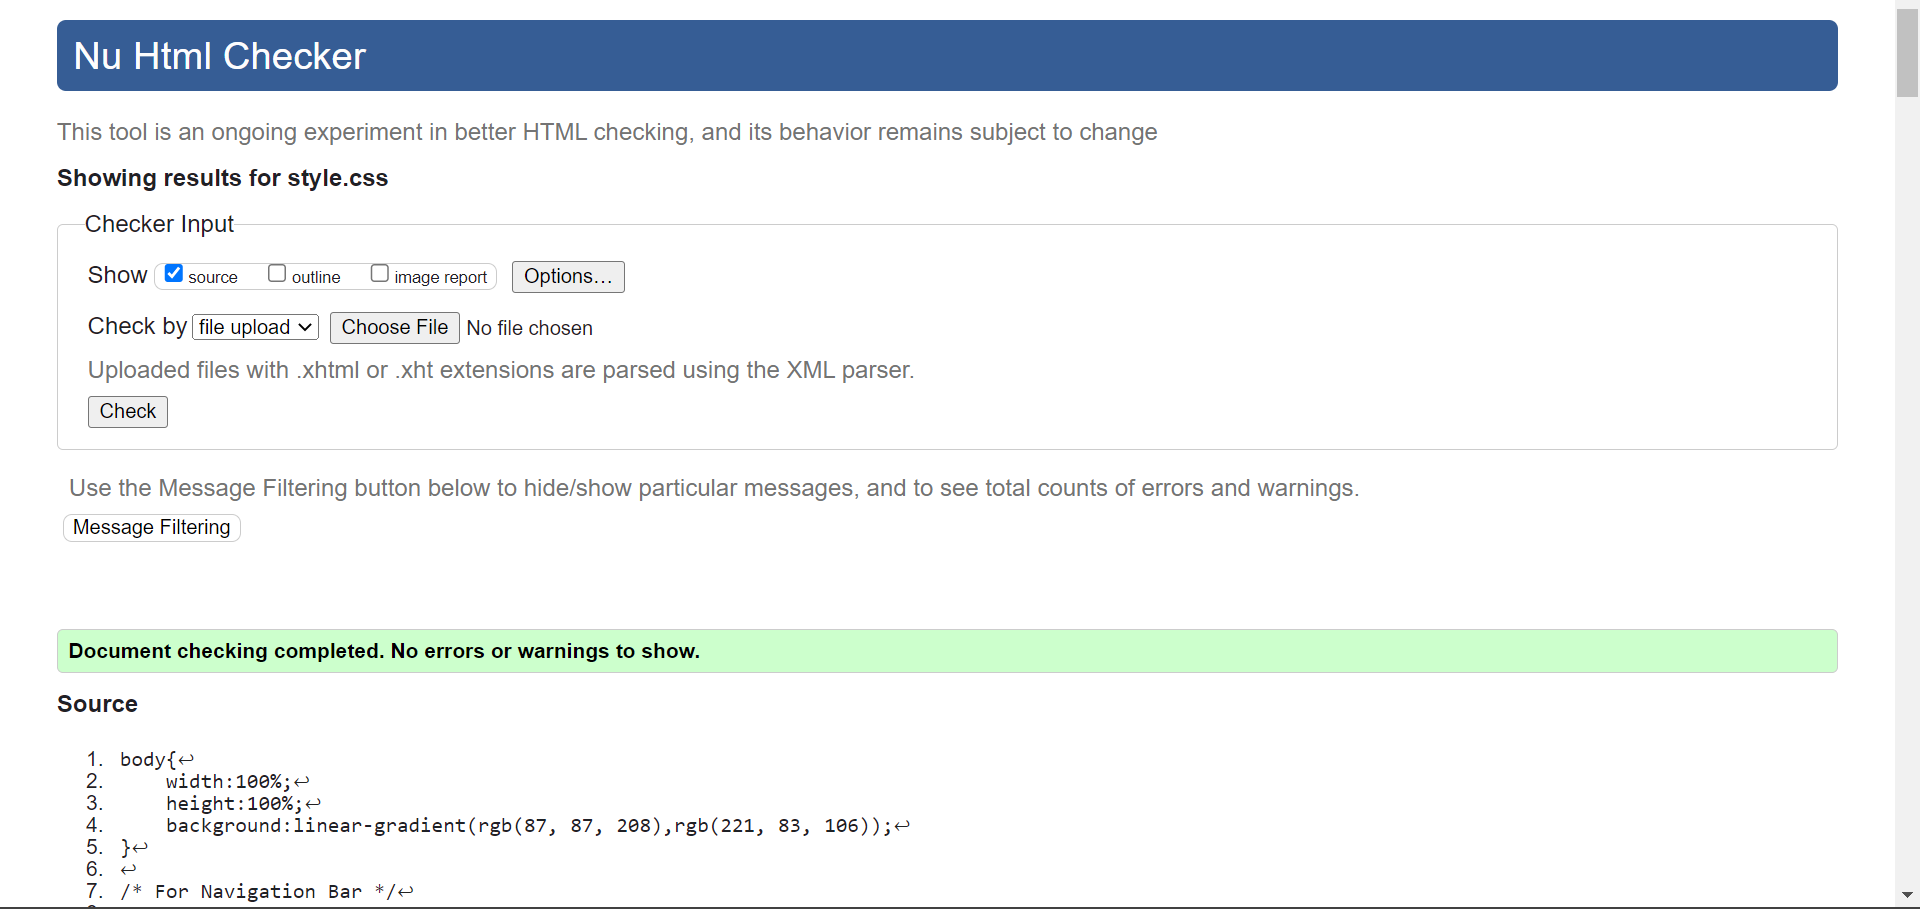 Nu Html Checker
This tool is an ongoing experiment in better HTML checking, and its behavior remains subject to change
Showing results for style.css
Checker Input
Show source outline image report Options...
Check by file upload Choose File No file chosen
Uploaded files with .xhtml or .xht extensions are parsed using the XML parser.
Check
Use the Message Filtering button below to hide/show particular messages, and to see total counts of errors and warnings.
Message Filtering
Document checking completed. No errors or warnings to show.
Source
1. body{↩
2.     width:100%;↩
3.     height:100%;↩
4.     background:linear-gradient(rgb(87, 87, 208),rgb(221, 83, 106));↩
5. }↩
6. ↩
7. /* For Navigation Bar */↩